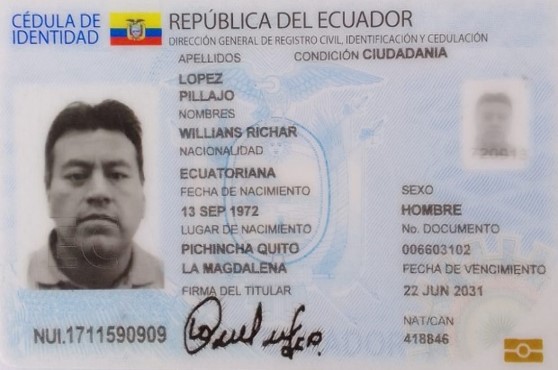 CÉDULA DE
IDENTIDAD
REPÚBLICA DEL ECUADOR
DIRECCIÓN GENERAL DE REGISTRO CIVIL, IDENTIFICACIÓN Y CEDULACIÓN
APELLIDOS
CONDICIÓN CIUDADANIA
LOPEZ
PILLAJO
NOMBRES
WILLIANS RICHAR
NACIONALIDAD
ECUATORIANA
FECHA DE NACIMIENTO
SEXO
13 SEP 1972
HOMBRE
LUGAR DE NACIMIENTO
No. DOCUMENTO
PICHINCHA QUITO
006603102
LA MAGDALENA
FECHA DE VENCIMIENTO
FIRMA DEL TITULAR
22 JUN 2031
NUI.1711590909
NAT/CAN
418846